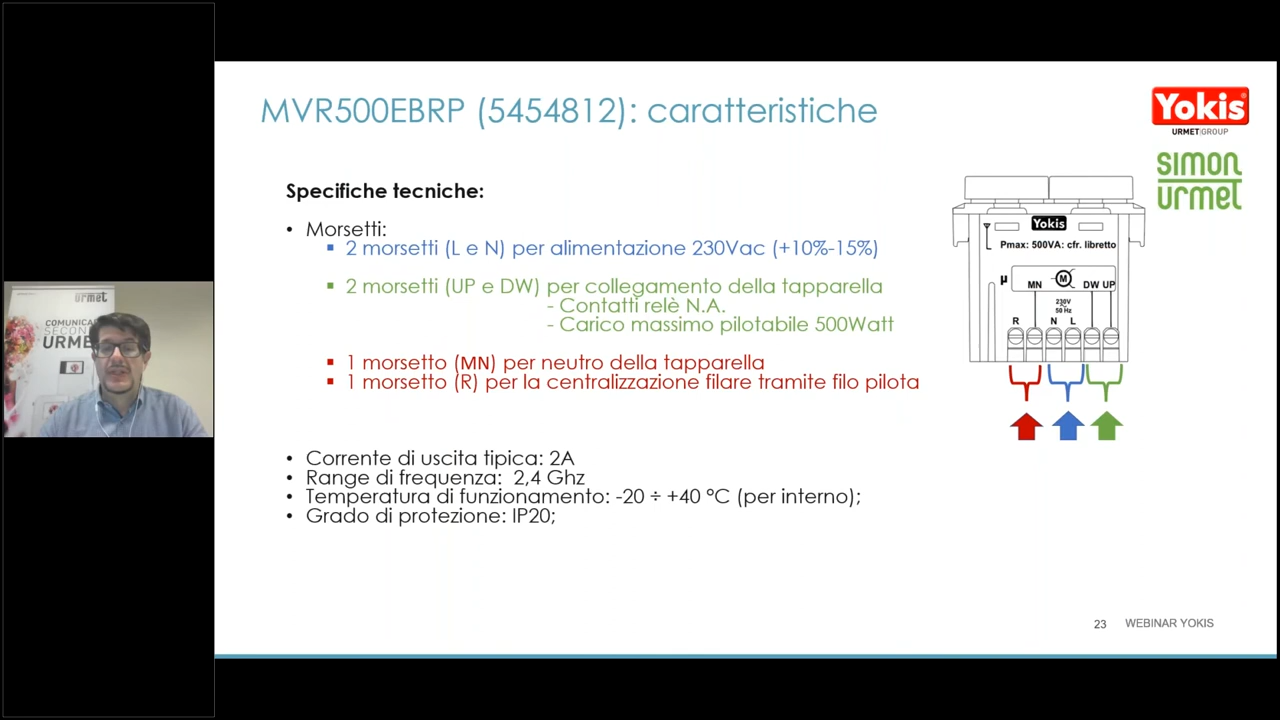 MVR500EBRP (5454812): caratteristiche
Yokis
URMET GROUP
simon
urmet
Specifiche tecniche:
• Morsetti:
▪ 2 morsetti (L e N) per alimentazione 230Vac (+10%-15%)
▪ 2 morsetti (UP e DW) per collegamento della tapparella
- Contatti relè N.A.
- Carico massimo pilotabile 500Watt
▪ 1 morsetto (MN) per neutro della tapparella
▪ 1 morsetto (R) per la centralizzazione filare tramite filo pilota
• Corrente di uscita tipica: 2A
• Range di frequenza: 2,4 Ghz
• Temperatura di funzionamento: -20 ÷ +40 °C (per interno);
• Grado di protezione: IP20;
Yokis
Pmax: 500VA: cfr. libretto
µ
M
MN
DW UP
230V
~
50 Hz
R
N
L
urmet
COMUNICA
SECON
URME
23
WEBINAR YOKIS